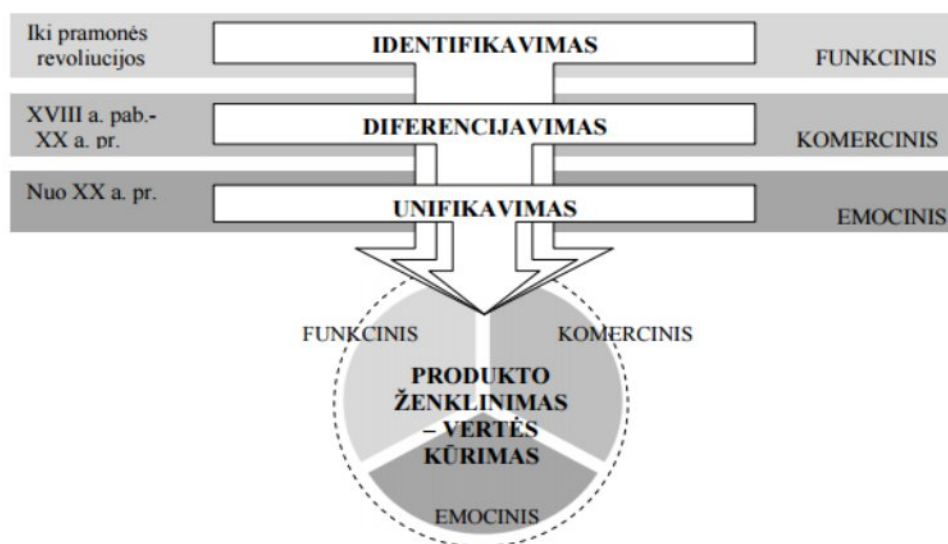 Iki pramonės
revoliucijos
IDENTIFIKAVIMAS
FUNKCINIS
XVIII a. pab.-
XX a. pr.
DIFERENCIJAVIMAS
KOMERCINIS
Nuo XX a. pr.
UNIFIKAVIMAS
EMOCINIS
FUNKCINIS
KOMERCINIS
PRODUKTO
ŽENKLINIMAS
– VERTĖS
KŪRIMAS
EMOCINIS